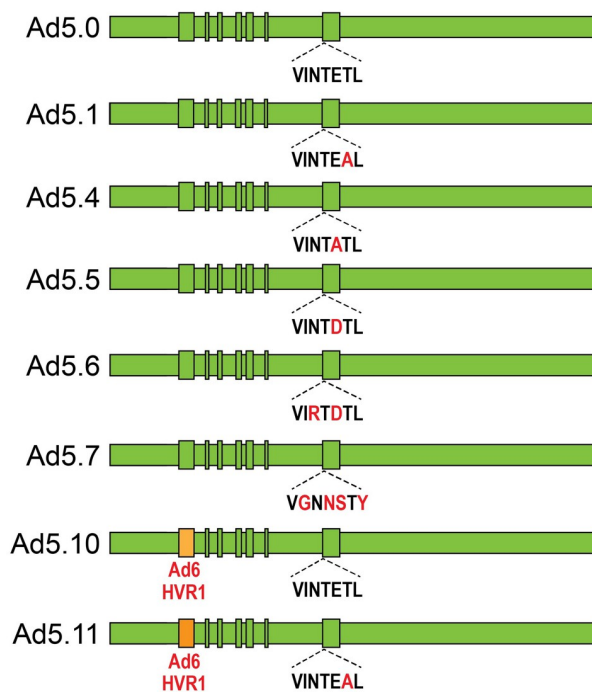 Ad5.0
VINTETL
Ad5.1
VINTEAL
Ad5.4
VINTATL
Ad5.5
VINTDTL
Ad5.6
VIRTDTL
Ad5.7
VGNNSTY
Ad5.10
Ad6
HVR1
VINTETL
Ad5.11
Ad6
HVR1
VINTEAL